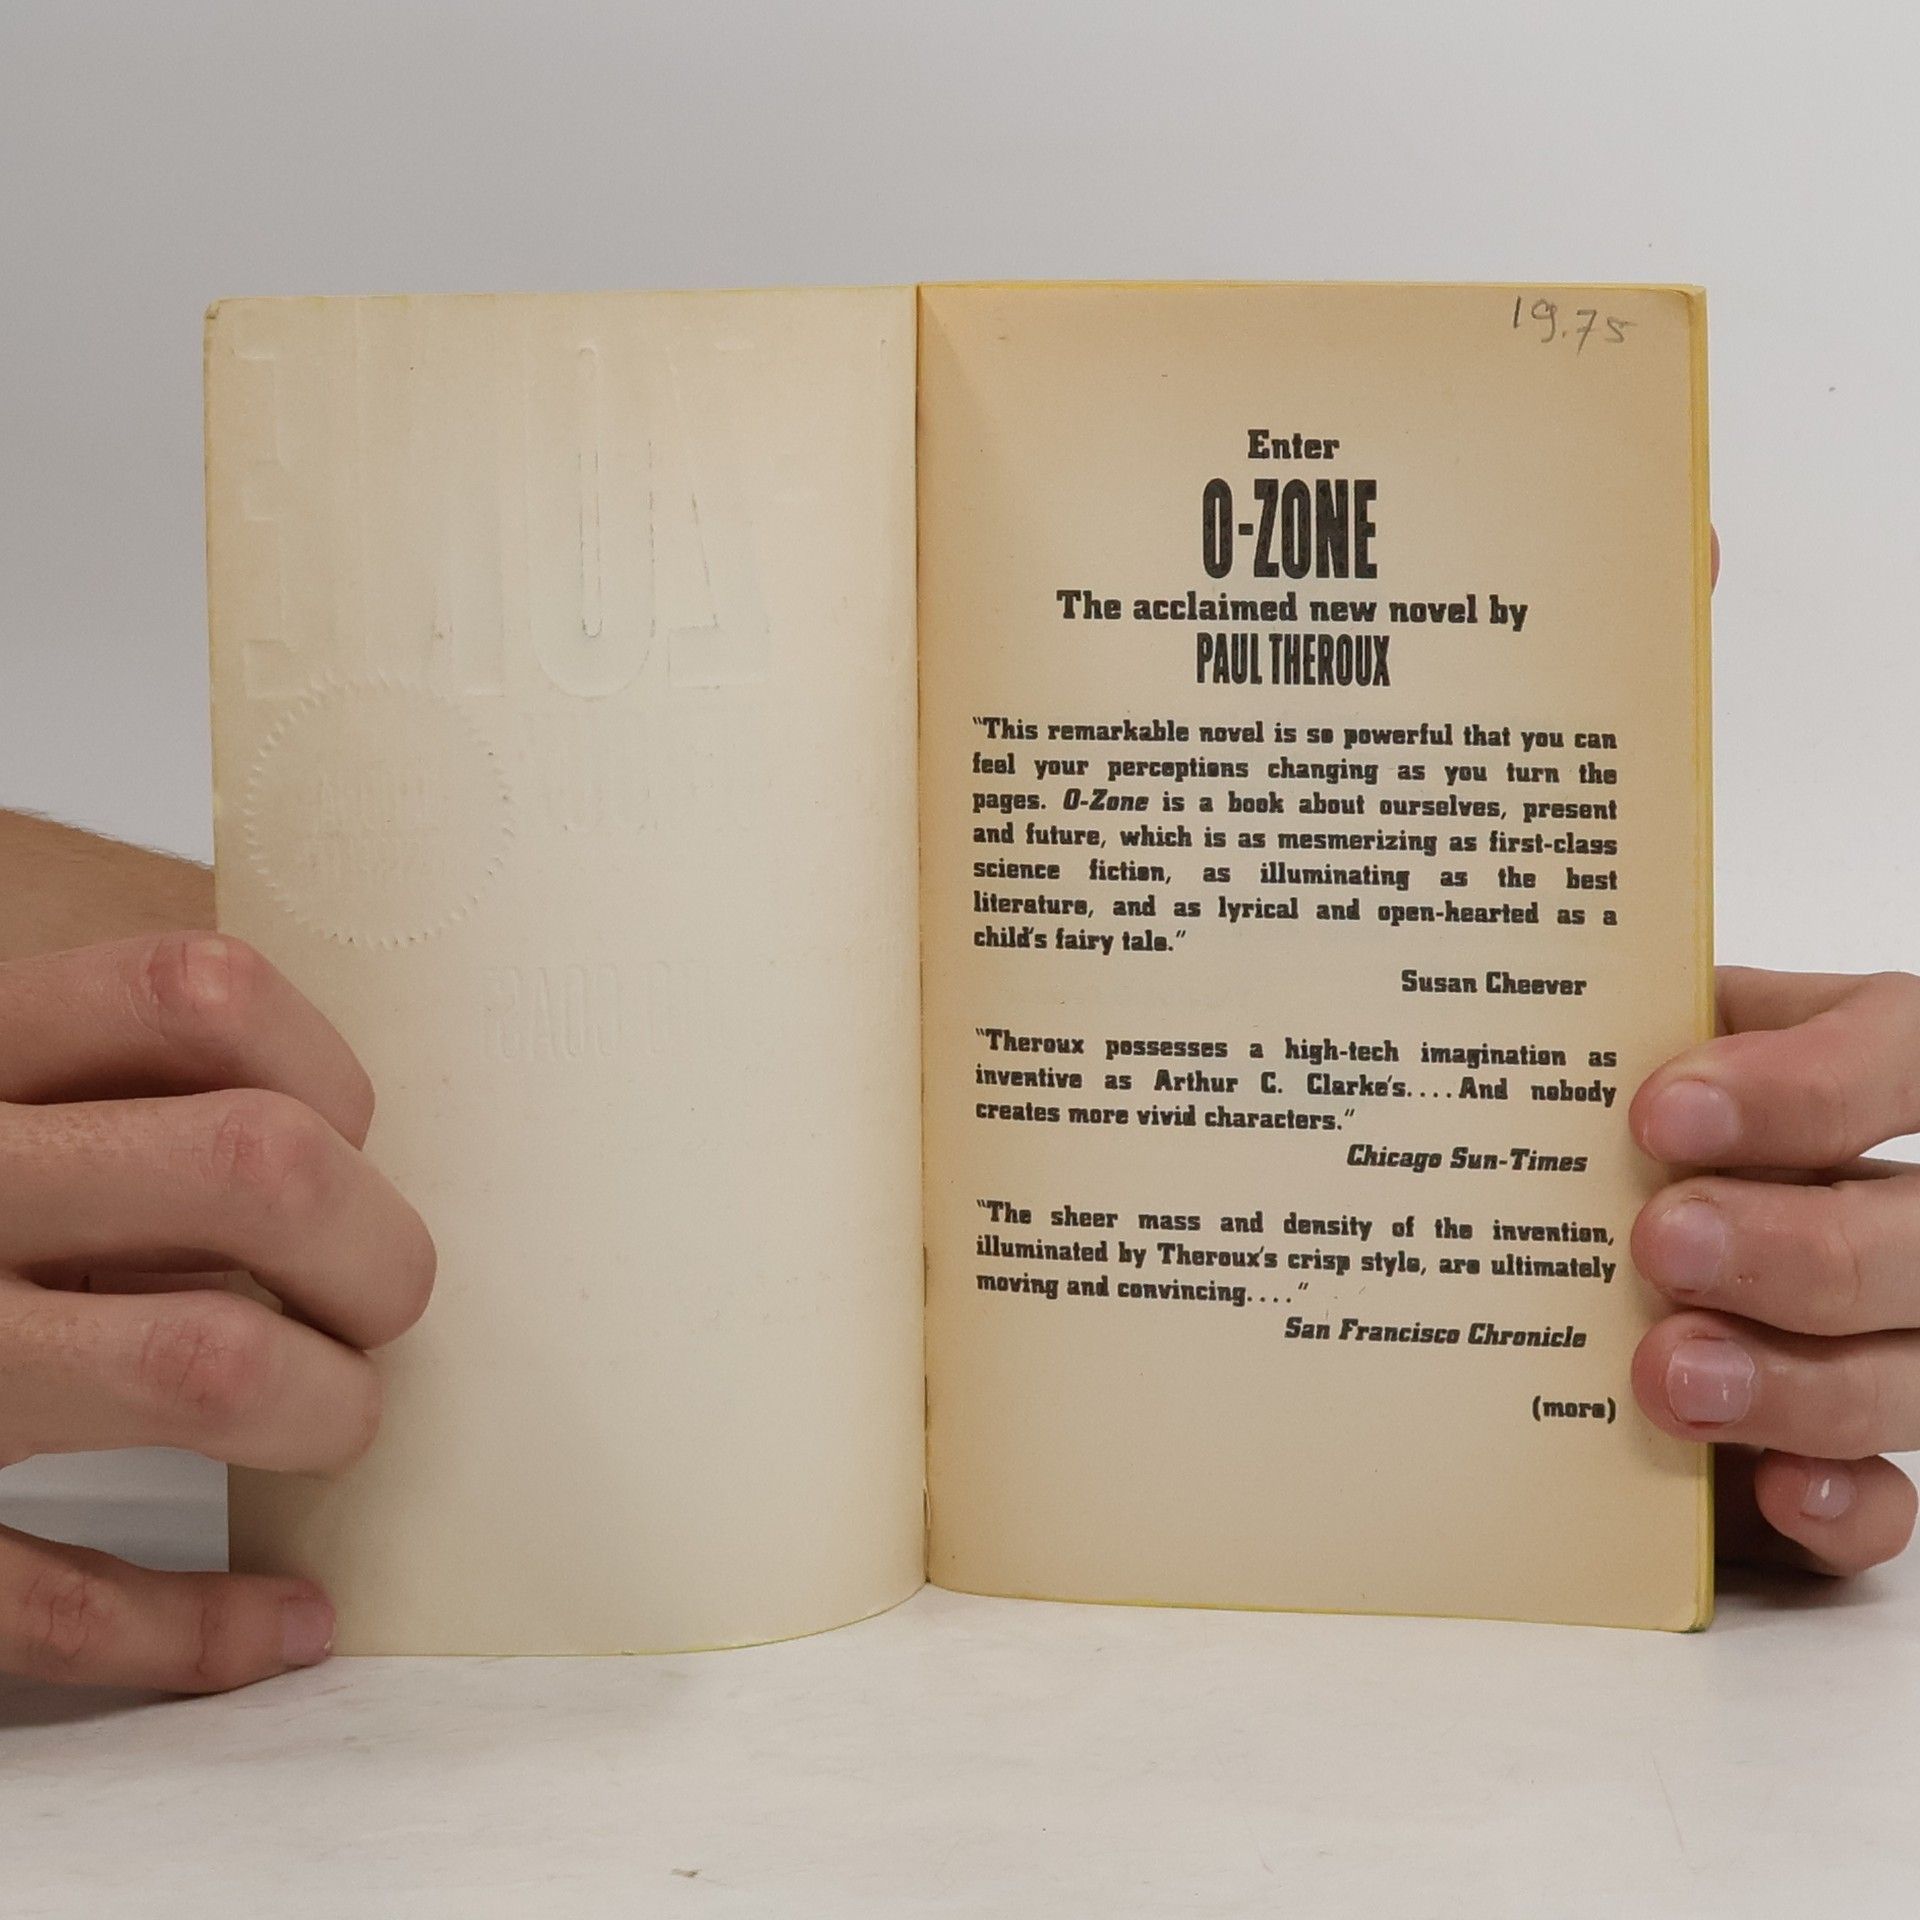 19.75
Enter
O-ZONE
The acclaimed new novel by
PAUL THEROUX
"This remarkable novel is so powerful that you can
feel your perceptions changing as you turn the
pages. O-Zone is a book about ourselves, present
and future, which is as mesmerizing as first-class
science fiction, as illuminating as the best
literature, and as lyrical and open-hearted as a
child's fairy tale."
Susan Cheever
"Theroux possesses a high-tech imagination as
inventive as Arthur C. Clarke's....And nobody
creates more vivid characters."
Chicago Sun-Times
"The sheer mass and density of the invention,
illuminated by Theroux's crisp style, are ultimately
moving and convincing...."
San Francisco Chronicle
(more)